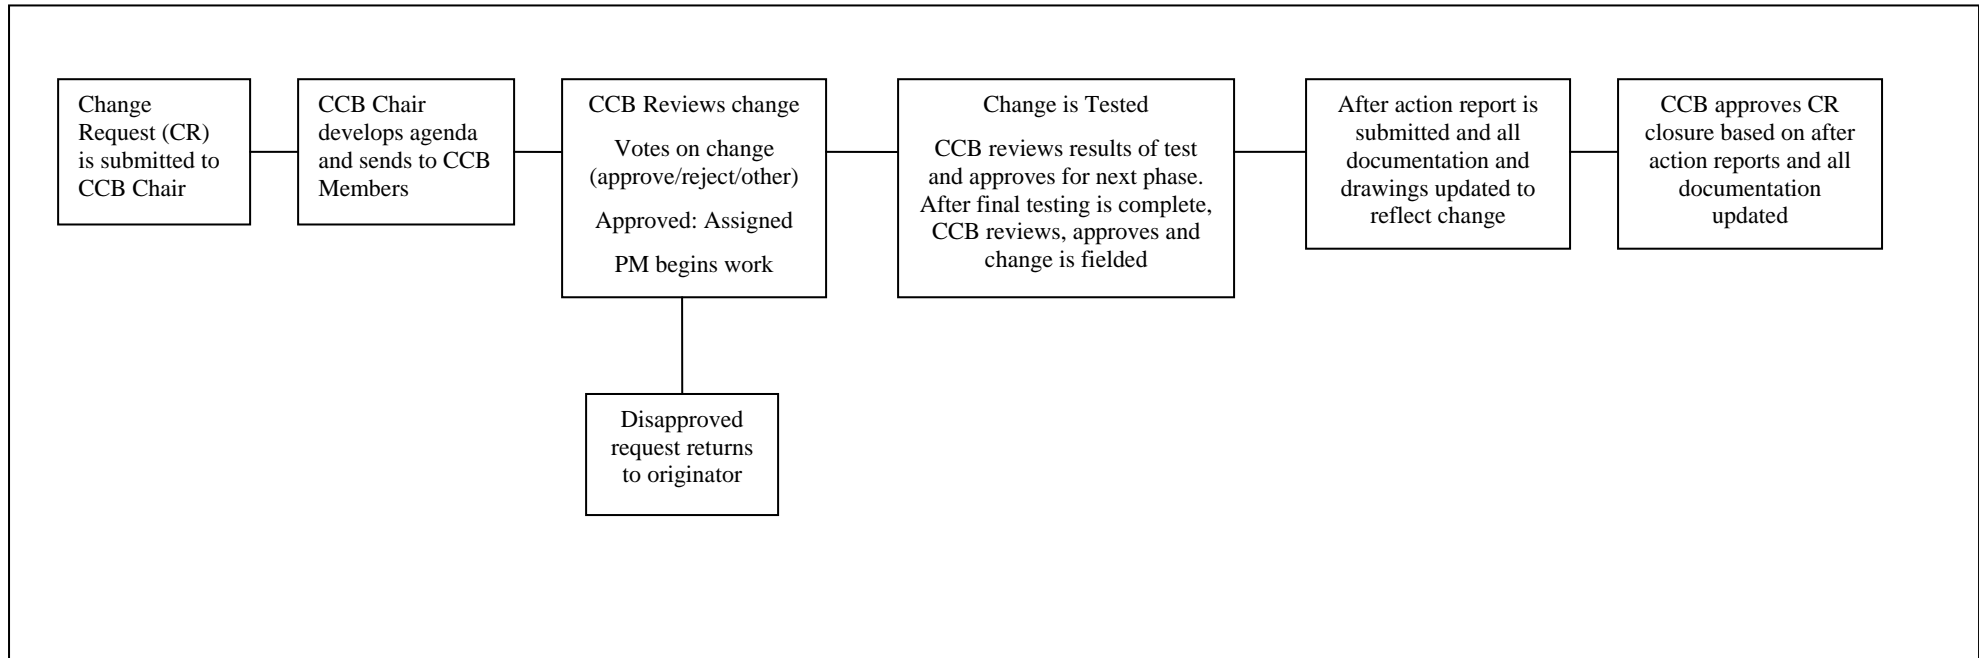 Change
Request (CR)
is submitted to
CCB Chair
CCB Chair
develops agenda
and sends to CCB
Members
CCB Reviews change
Votes on change
(approve/reject/other)
Approved: Assigned
PM begins work
Change is Tested
CCB reviews results of test
and approves for next phase.
After final testing is complete,
CCB reviews, approves and
change is fielded
After action report is
submitted and all
documentation and
drawings updated to
reflect change
CCB approves CR
closure based on after
action reports and all
documentation
updated
Disapproved
request returns
to originator